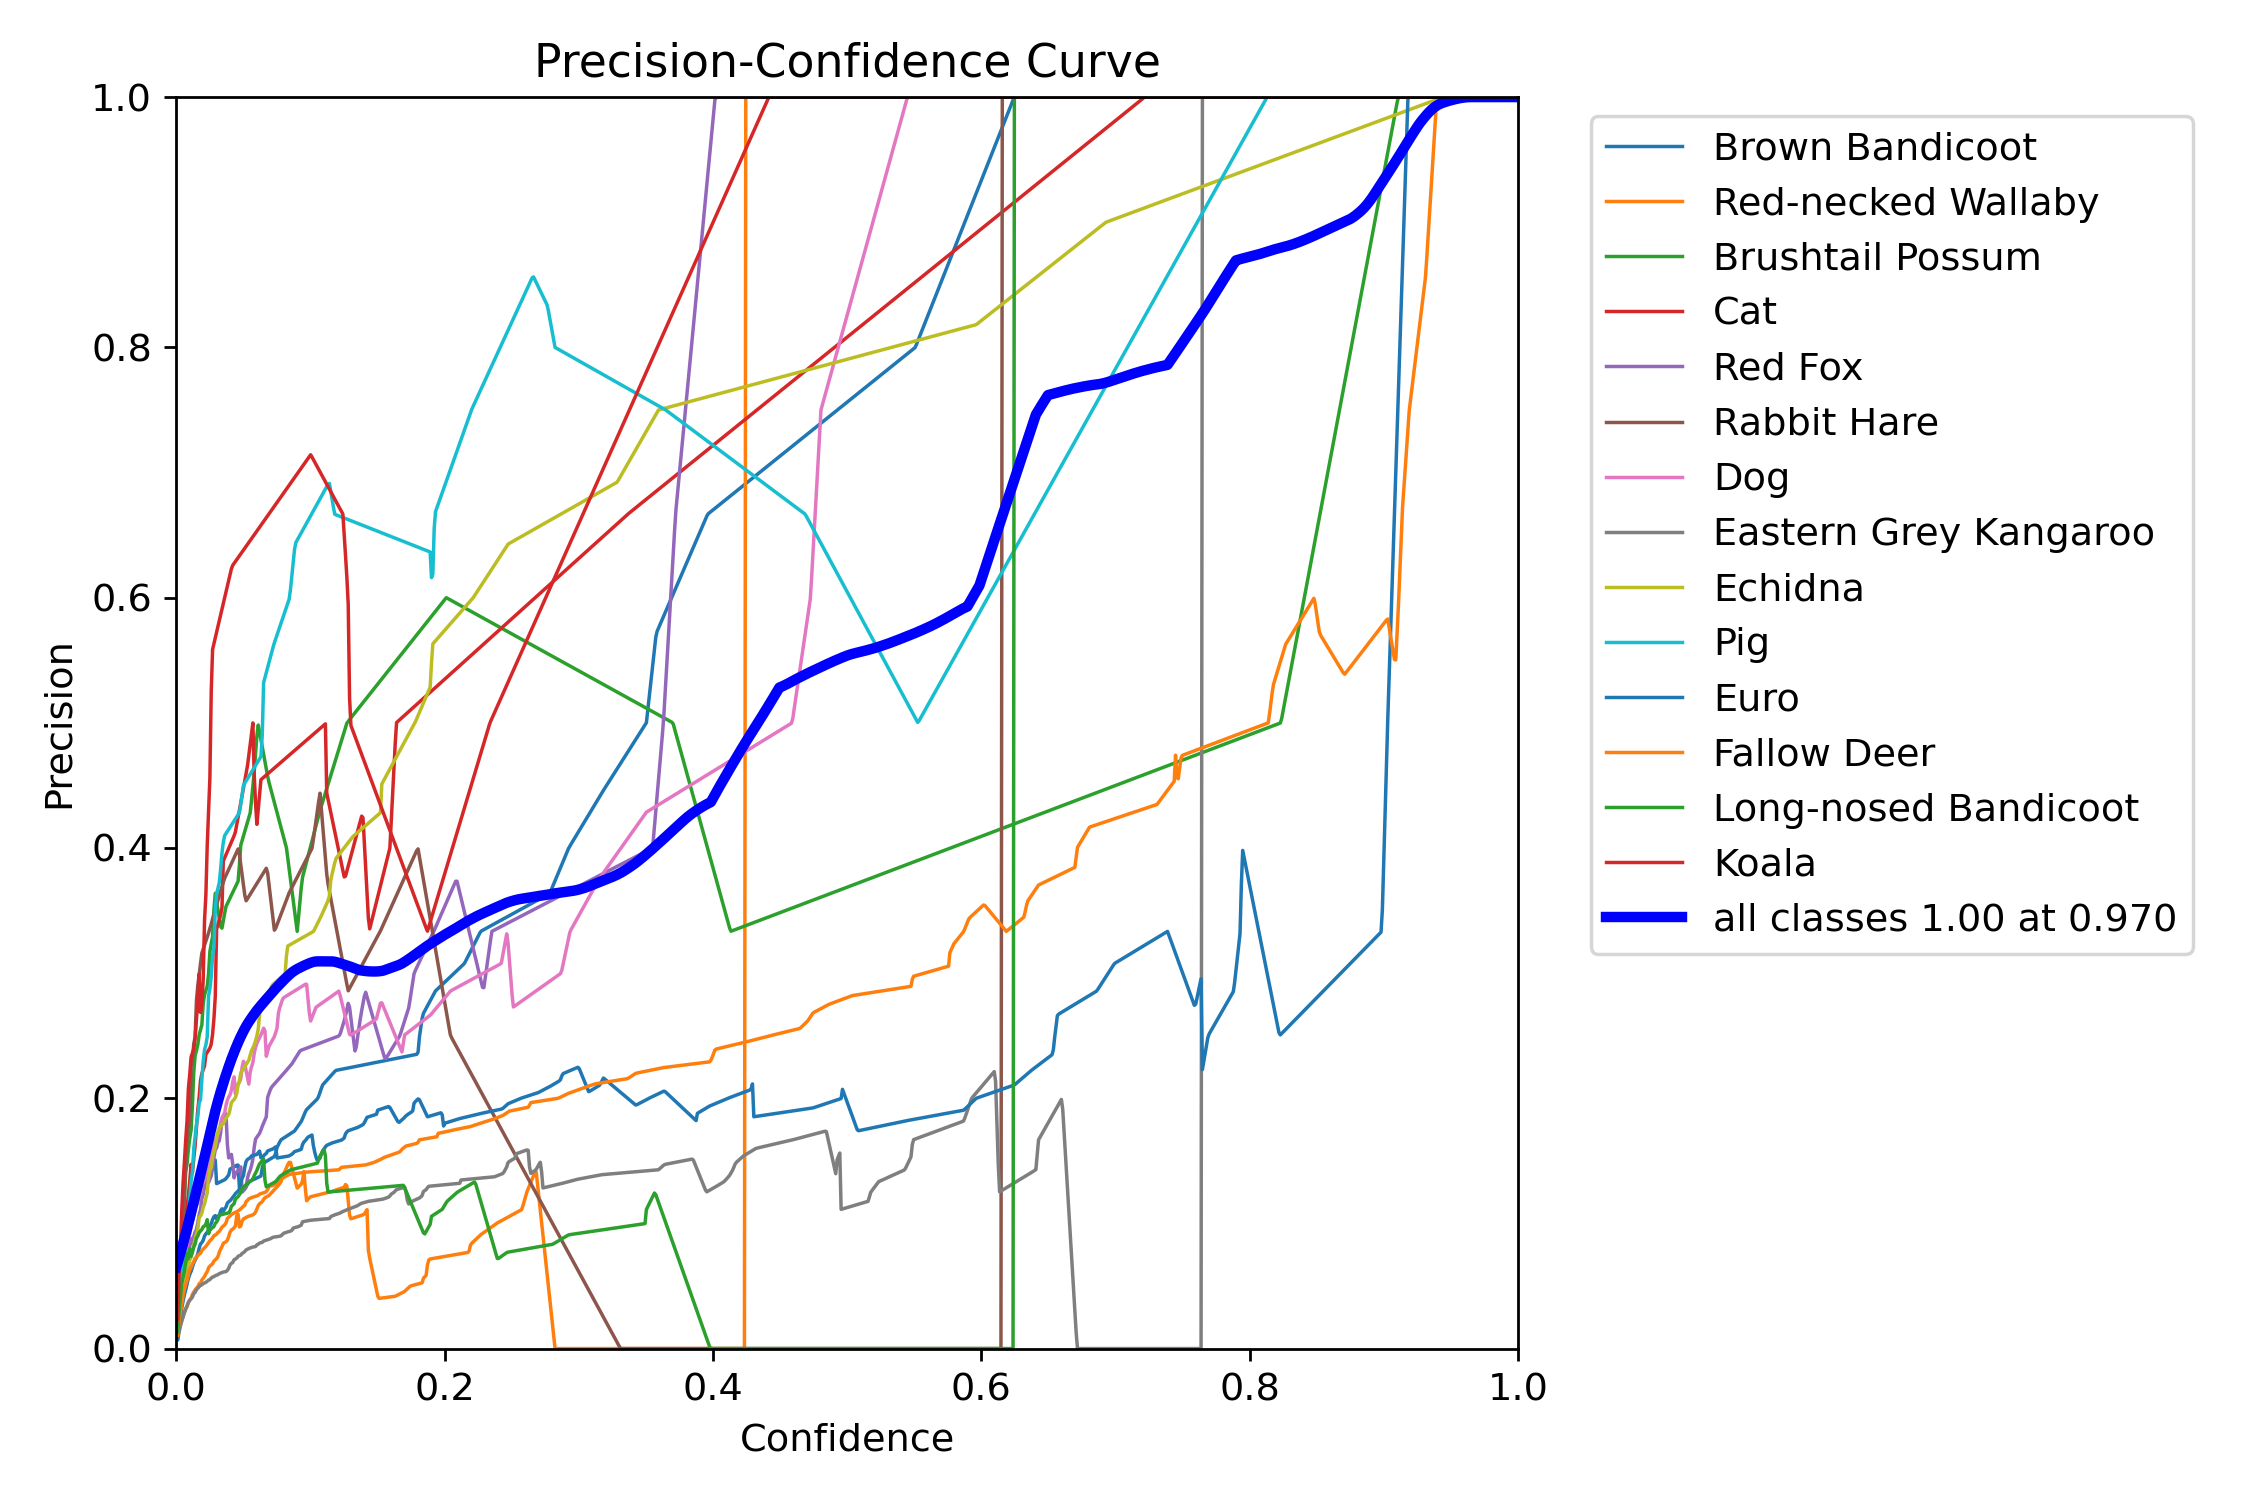 Precision-Confidence Curve
1.0
0.8
0.6
0.4
0.2
0.0
Precision
0.0 0.2 0.4 0.6 0.8 1.0
Confidence
Brown Bandicoot
Red-necked Wallaby
Brushtail Possum
Cat
Red Fox
Rabbit Hare
Dog
Eastern Grey Kangaroo
Echidna
Pig
Euro
Fallow Deer
Long-nosed Bandicoot
Koala
all classes 1.00 at 0.970